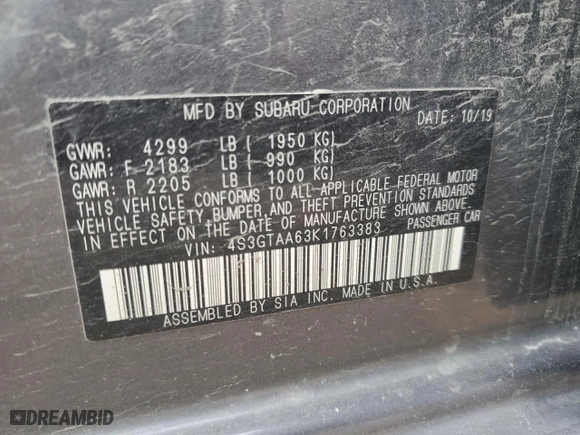 MFD BY SUBARU CORPORATION
DATE: 10/19
GVWR: 4299 LB ( 1950 KG)
GAWR: F 2183 LB ( 990 KG)
GAWR: R 2205 LB ( 1000 KG)
THIS VEHICLE CONFORMS TO ALL APPLICABLE FEDERAL MOTOR
VEHICLE SAFETY, BUMPER, AND THEFT PREVENTION STANDARDS
IN EFFECT ON THE DATE OF MANUFACTURE SHOWN ABOVE.
VIN: 4S3GTAA63K1763383 PASSENGER CAR
ASSEMBLED BY SIA INC. MADE IN U.S.A.
DREAMBID